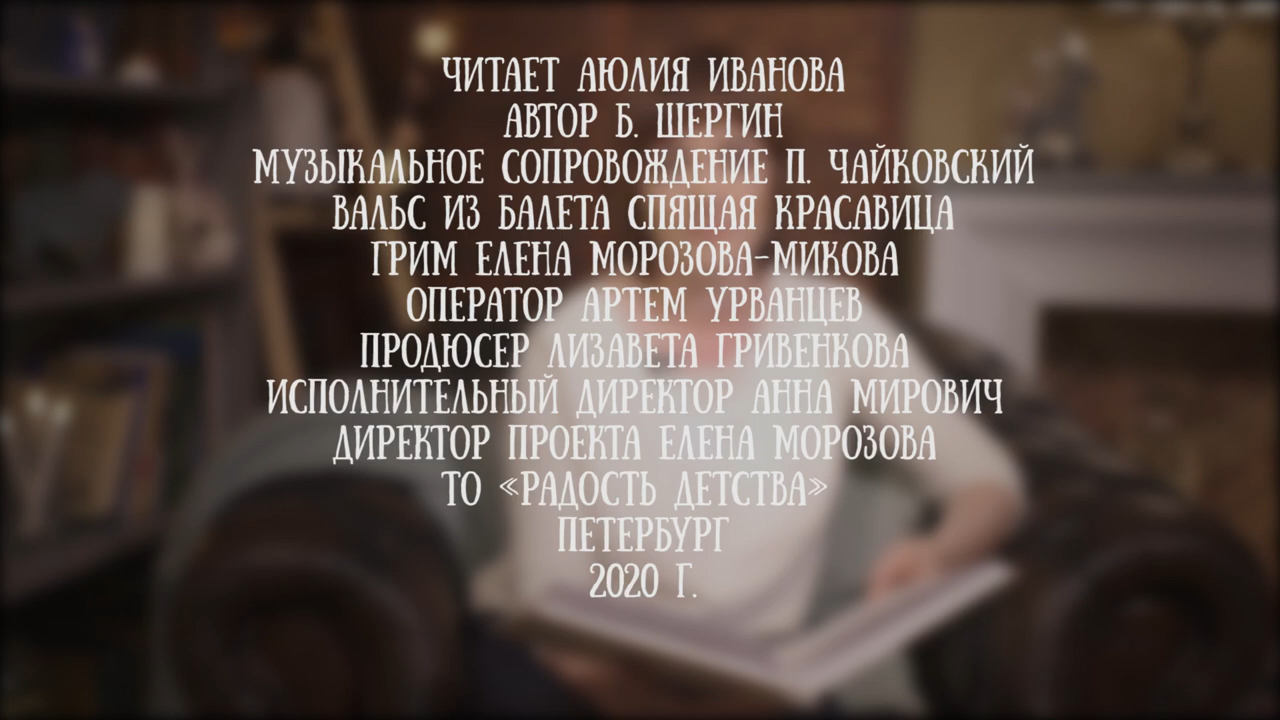 ЧИТАЕТ АЮЛИЯ ИВАНОВА
АВТОР Б. ШЕРГИН
МУЗЫКАЛЬНОЕ СОПРОВОЖДЕНИЕ П. ЧАЙКОВСКИЙ
ВАЛЬС ИЗ БАЛЕТА СПЯЩАЯ КРАСАВИЦА
ГРИМ ЕЛЕНА МОРОЗОВА-МИКОВА
ОПЕРАТОР АРТЕМ УРВАНЦЕВ
ПРОДЮСЕР ЛИЗАВЕТА ГРИВЕНКОВА
ИСПОЛНИТЕЛЬНЫЙ ДИРЕКТОР АННА МИРОВИЧ
ДИРЕКТОР ПРОЕКТА ЕЛЕНА МОРОЗОВА
ТО «РАДОСТЬ ДЕТСТВА»
ПЕТЕРБУРГ
2020 Г.